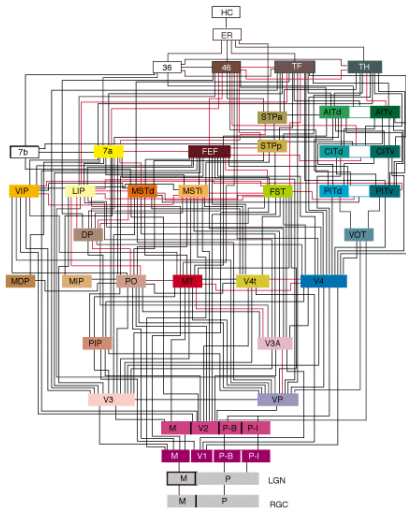 HC
ER
36 46 TF TH
STPa AITd AITv
7b 7a FEF STPp CITd CITv
VIP LIP MSTd MSTl FST PITd PITv
DP VOT
MDP MIP PO MT V4t V4
PIP V3A
V3 VP
M V2 P-B P-I
M V1 P-B P-I
M P LGN
M P RGC